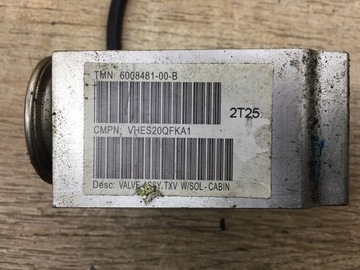 TMN: 6008481-00-B
2T25
CMPN: VHES20QFKA1
Desc: VALVE ASSY, TXV W/SOL-CABIN